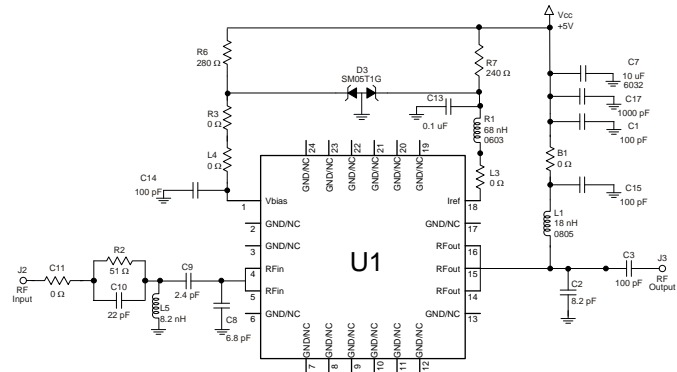 Vcc
+5V
R6
280 Ω
D3
SM05T1G
R7
240 Ω
C7
10 uF
6032
C17
1000 pF
C13
0.1 uF
R3
0 Ω
R1
68 nH
0603
C1
100 pF
L4
0 Ω
24
23
22
21
20
19
GND/NC
GND/NC
GND/NC
GND/NC
GND/NC
GND/NC
B1
0 Ω
L3
0 Ω
C14
100 pF
C15
100 pF
1
Vbias
Iref
18
L1
18 nH
0805
2
GND/NC
GND/NC
17
3
GND/NC
RFout
16
U1
J2
RF
Input
C11
0 Ω
R2
51 Ω
C10
22 pF
L5
8.2 nH
C9
2.4 pF
4
RFin
RFout
15
C3
100 pF
J3
RF
Output
5
RFin
RFout
14
C8
6.8 pF
C2
8.2 pF
6
GND/NC
GND/NC
13
GND/NC
GND/NC
GND/NC
GND/NC
GND/NC
GND/NC
7
8
9
10
11
12